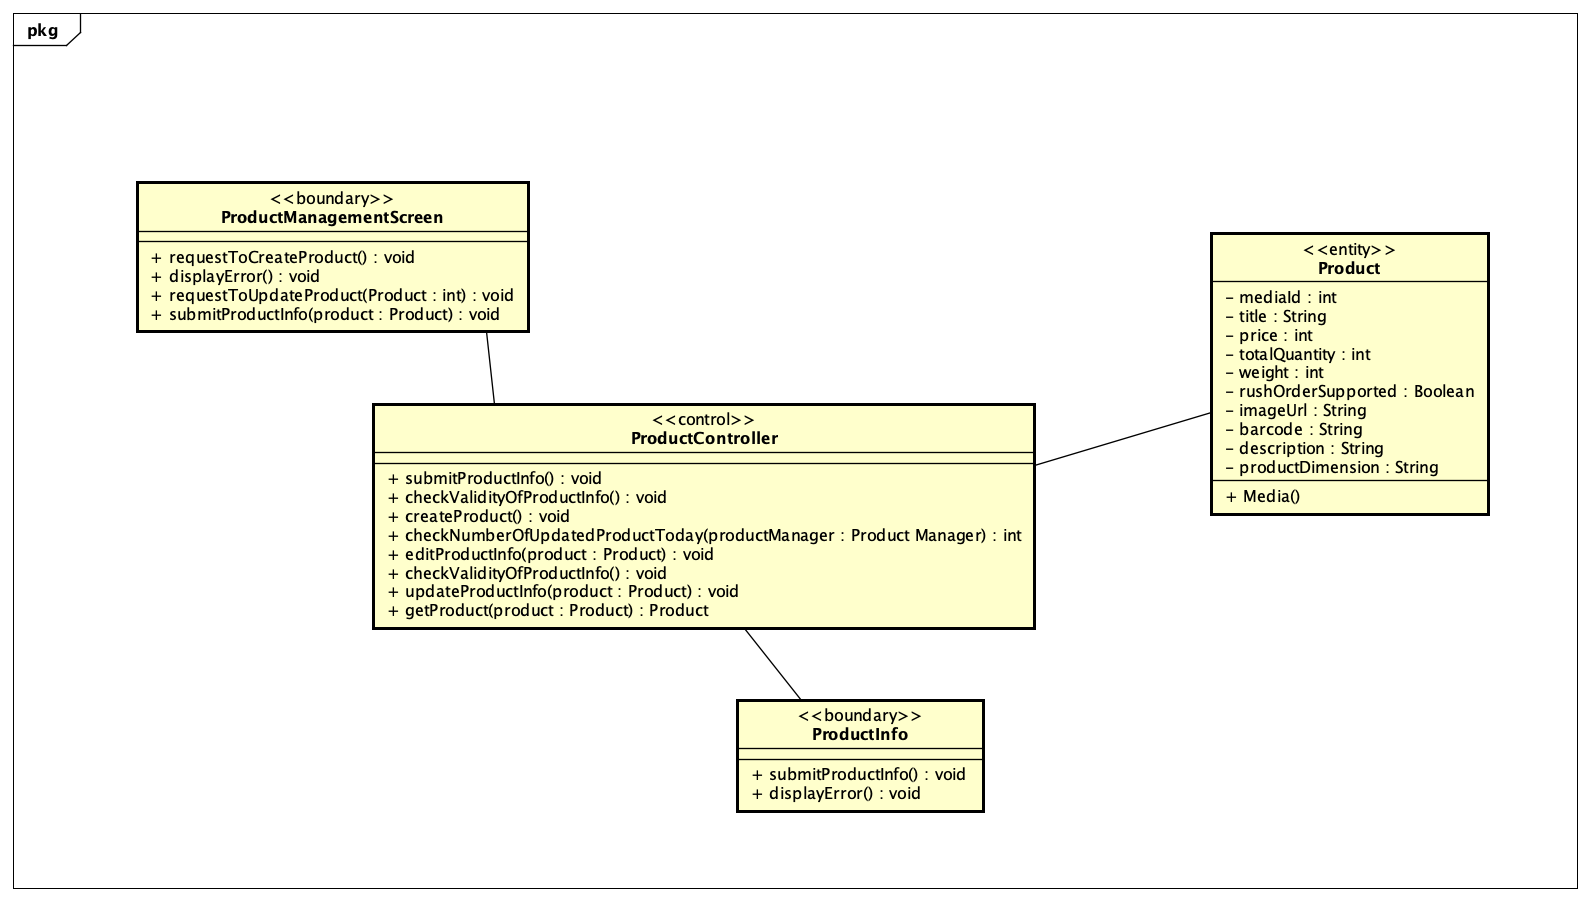 pkg
<<boundary>>
ProductManagementScreen
+ requestToCreateProduct() : void
+ displayError() : void
+ requestToUpdateProduct(Product : int) : void
+ submitProductInfo(product : Product) : void
<<entity>>
Product
- mediaId : int
- title : String
- price : int
- totalQuantity : int
- weight : int
- rushOrderSupported : Boolean
- imageUrl : String
- barcode : String
- description : String
- productDimension : String
+ Media()
<<control>>
ProductController
+ submitProductInfo() : void
+ checkValidityOfProductInfo() : void
+ createProduct() : void
+ checkNumberOfUpdatedProductToday(productManager : Product Manager) : int
+ editProductInfo(product : Product) : void
+ checkValidityOfProductInfo() : void
+ updateProductInfo(product : Product) : void
+ getProduct(product : Product) : Product
<<boundary>>
ProductInfo
+ submitProductInfo() : void
+ displayError() : void